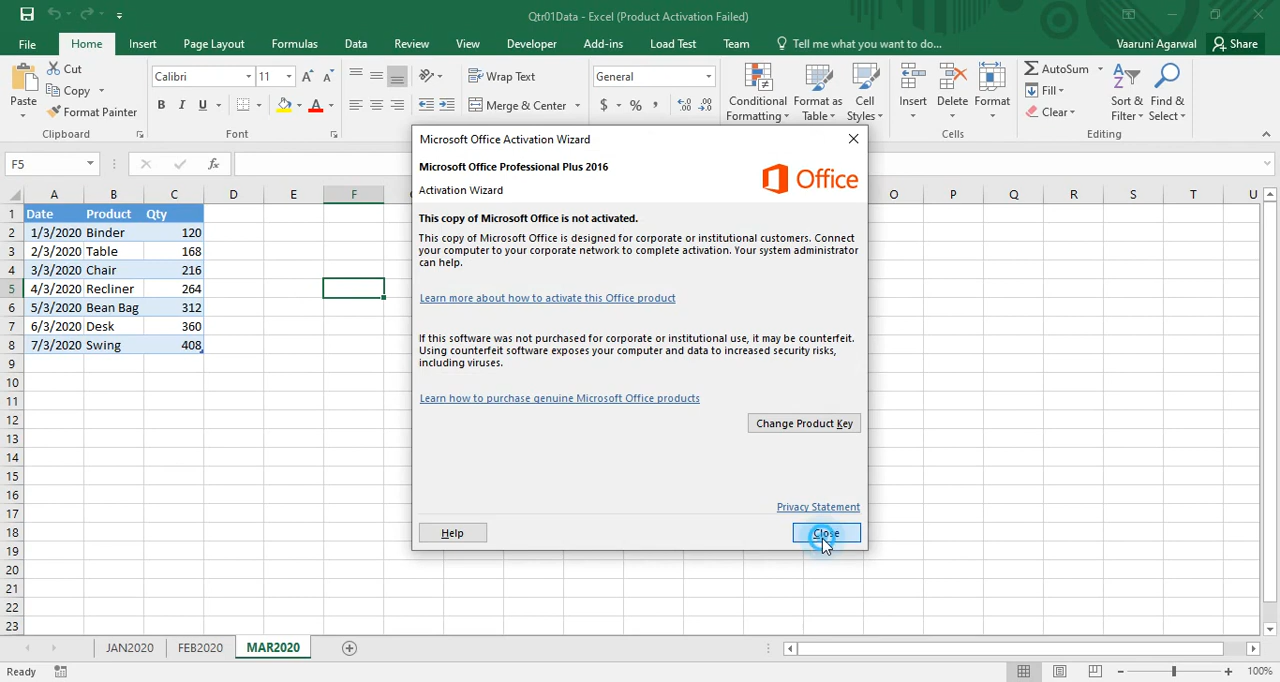 Qtr01Data - Excel (Product Activation Failed)
File Home Insert Page Layout Formulas Data Review View Developer Add-ins Load Test Team Tell me what you want to do... Vaaruni Agarwal Share
Paste Cut Copy Format Painter
Clipboard
Calibri 11
B I U
Font
Wrap Text
Merge & Center
General
$ % ,
Conditional Formatting Format as Table Cell Styles
Insert Delete Format
Cells
AutoSum
Fill
Clear
Sort & Filter Find & Select
Editing
F5 fx
A B C D E F O P Q R S T U
1 Date Product Qty
2 1/3/2020 Binder 120
3 2/3/2020 Table 168
4 3/3/2020 Chair 216
5 4/3/2020 Recliner 264
6 5/3/2020 Bean Bag 312
7 6/3/2020 Desk 360
8 7/3/2020 Swing 408
9
10
11
12
13
14
15
16
17
18
19
20
21
22
23
Microsoft Office Activation Wizard
Microsoft Office Professional Plus 2016
Activation Wizard
Office
This copy of Microsoft Office is not activated.
This copy of Microsoft Office is designed for corporate or institutional customers. Connect
your computer to your corporate network to complete activation. Your system administrator
can help.
Learn more about how to activate this Office product
If this software was not purchased for corporate or institutional use, it may be counterfeit.
Using counterfeit software exposes your computer and data to increased security risks,
including viruses.
Learn how to purchase genuine Microsoft Office products
Change Product Key
Privacy Statement
Help Close
JAN2020 FEB2020 MAR2020
Ready 100%